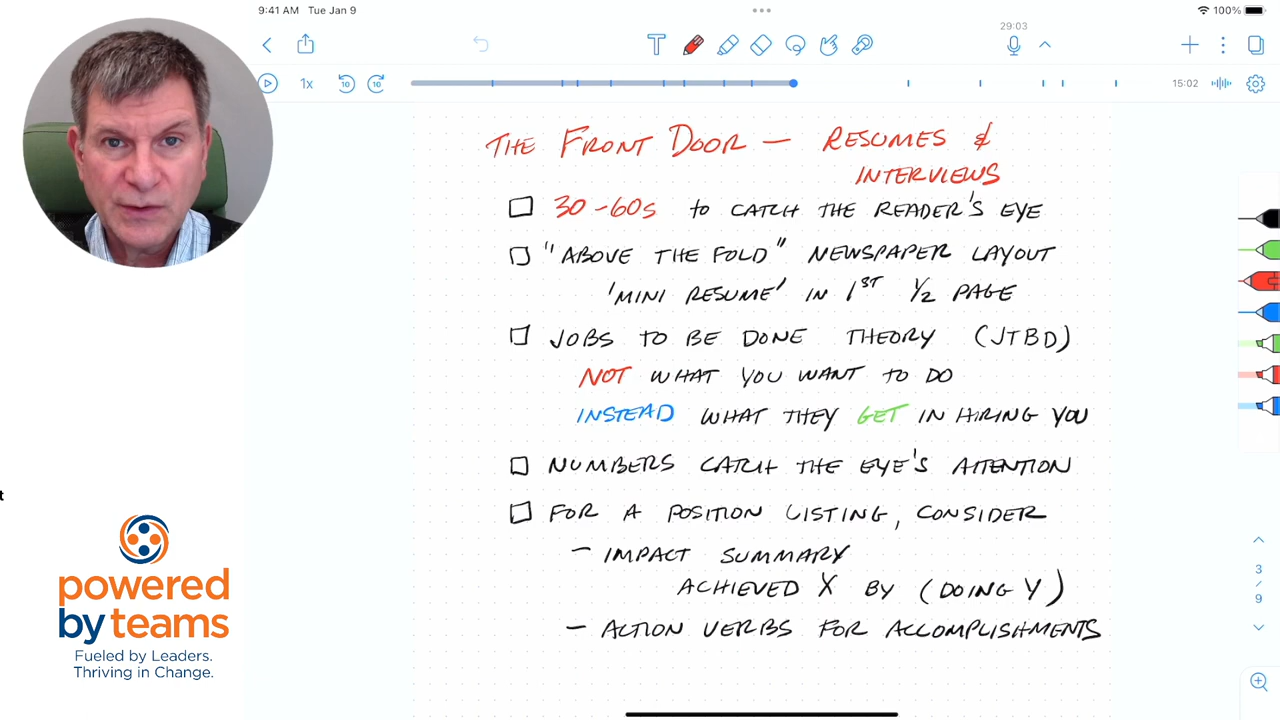 9:41 AM Tue Jan 9
100%
29:03
1x
10
10
15:02
THE FRONT DOOR — RESUMES &
INTERVIEWS
30-60s to CATCH THE READER'S EYE
"ABOVE THE FOLD" NEWSPAPER LAYOUT
'MINI RESUME' IN 1ST 1/2 PAGE
JOBS TO BE DONE THEORY (JTBD)
NOT WHAT YOU WANT TO DO
INSTEAD WHAT THEY GET IN HIRING YOU
NUMBERS CATCH THE EYE'S ATTENTION
FOR A POSITION LISTING, CONSIDER
- IMPACT SUMMARY
ACHIEVED X BY (DOING Y)
- ACTION VERBS FOR ACCOMPLISHMENTS
3
/
9
t
powered
by teams
Fueled by Leaders.
Thriving in Change.